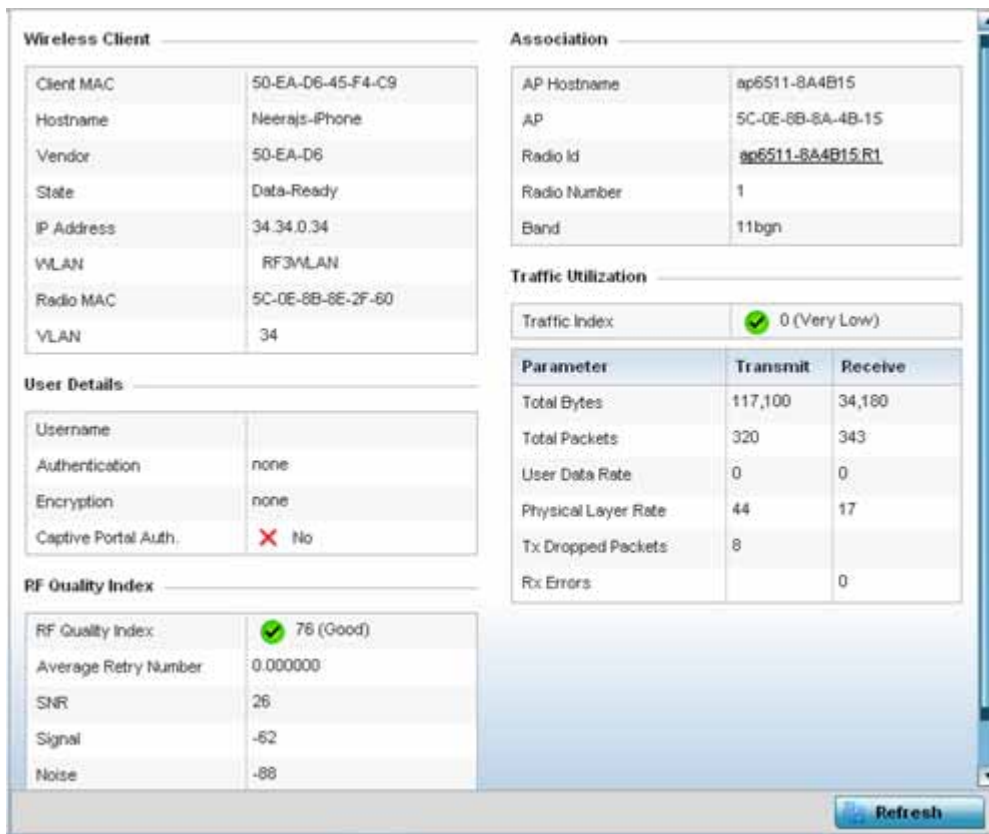 Wireless Client
Client MAC 50-EA-D6-45-F4-C9
Hostname Neerajs-iPhone
Vendor 50-EA-D6
State Data-Ready
IP Address 34.34.0.34
WLAN RF3WLAN
Radio MAC 5C-0E-8B-8E-2F-60
VLAN 34
User Details
Username
Authentication none
Encryption none
Captive Portal Auth. No
RF Quality Index
RF Quality Index 76 (Good)
Average Retry Number 0.000000
SNR 26
Signal -62
Noise -88
Association
AP Hostname ap6511-8A4B15
AP 5C-0E-8B-8A-4B-15
Radio Id ap6511-8A4B15:R1
Radio Number 1
Band 11bgn
Traffic Utilization
Traffic Index 0 (Very Low)
Parameter Transmit Receive
Total Bytes 117,100 34,180
Total Packets 320 343
User Data Rate 0 0
Physical Layer Rate 44 17
Tx Dropped Packets 8
Rx Errors 0
Refresh